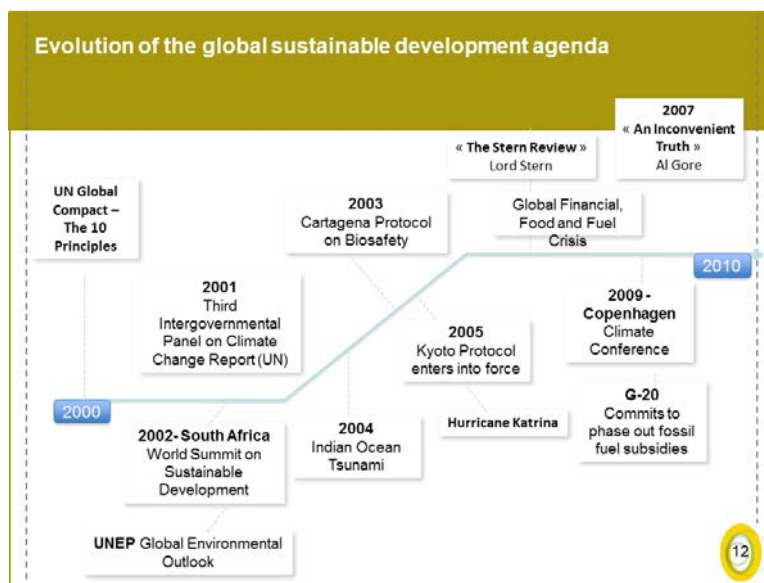 Evolution of the global sustainable development agenda
2007
« An Inconvenient
Truth »
Al Gore
« The Stern Review »
Lord Stern
UN Global
Compact –
The 10
Principles
2003
Cartagena Protocol
on Biosafety
Global Financial,
Food and Fuel
Crisis
2010
2001
Third
Intergovernmental
Panel on Climate
Change Report (UN)
2005
Kyoto Protocol
enters into force
2009 -
Copenhagen
Climate
Conference
2000
2002- South Africa
World Summit on
Sustainable
Development
2004
Indian Ocean
Tsunami
Hurricane Katrina
G-20
Commits to
phase out fossil
fuel subsidies
UNEP Global Environmental
Outlook
12